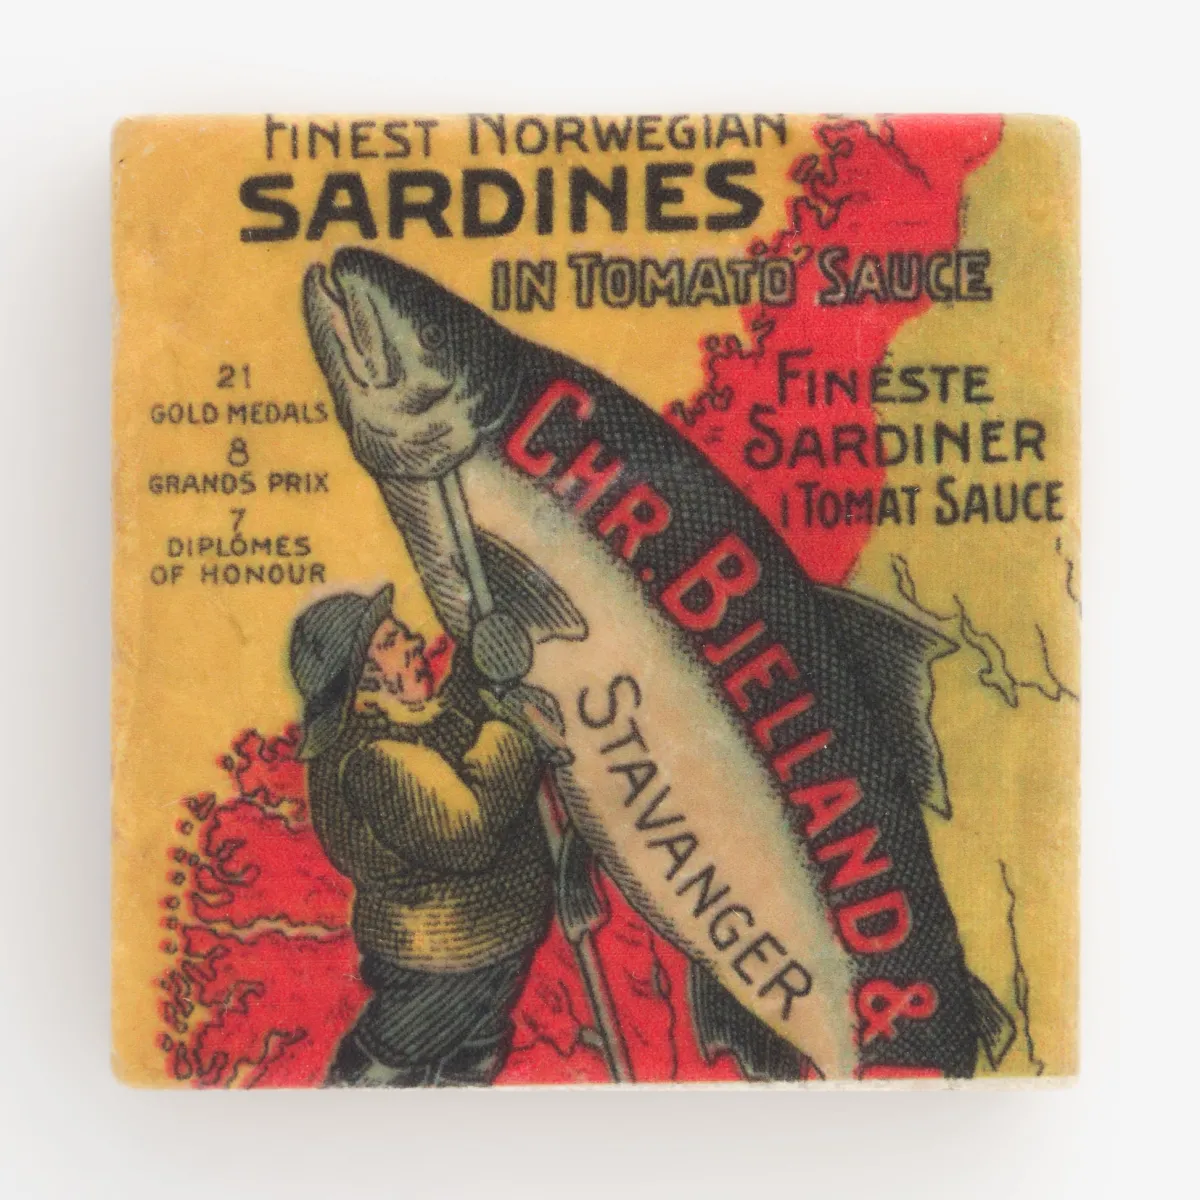 FINEST NORWEGIAN
SARDINES
IN TOMATO SAUCE
21
GOLD MEDALS
8
GRANDS PRIX
7
DIPLÔMES
OF HONOUR
FINESTE
SARDINER
I TOMAT SAUCE
CHR. BJELLAND &
STAVANGER